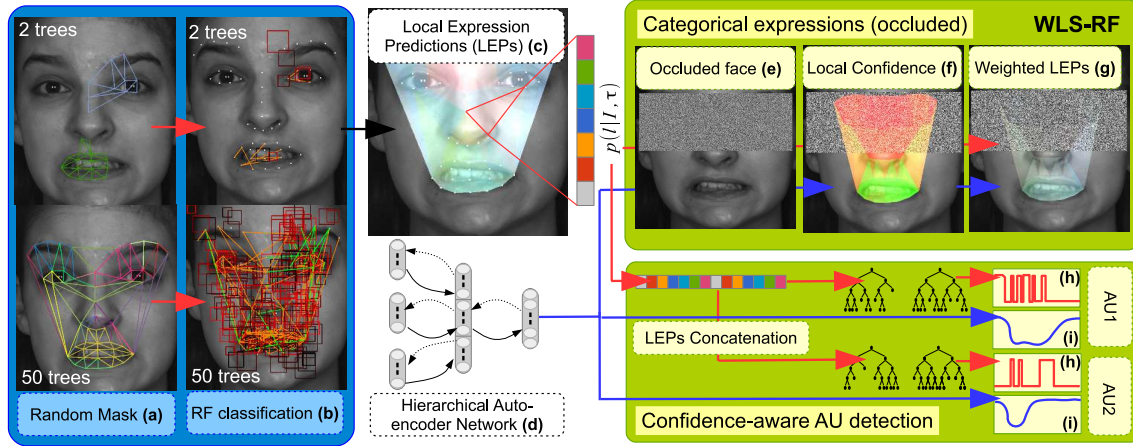 2 trees
2 trees
50 trees
50 trees
Random Mask (a)
RF classification (b)
Local Expression
Predictions (LEPs) (c)
p(l|I,τ)
Hierarchical Auto-
encoder Network (d)
Categorical expressions (occluded)
WLS-RF
Occluded face (e)
Local Confidence (f)
Weighted LEPs (g)
LEPs Concatenation
(h)
(i)
AU1
(h)
(i)
AU2
Confidence-aware AU detection